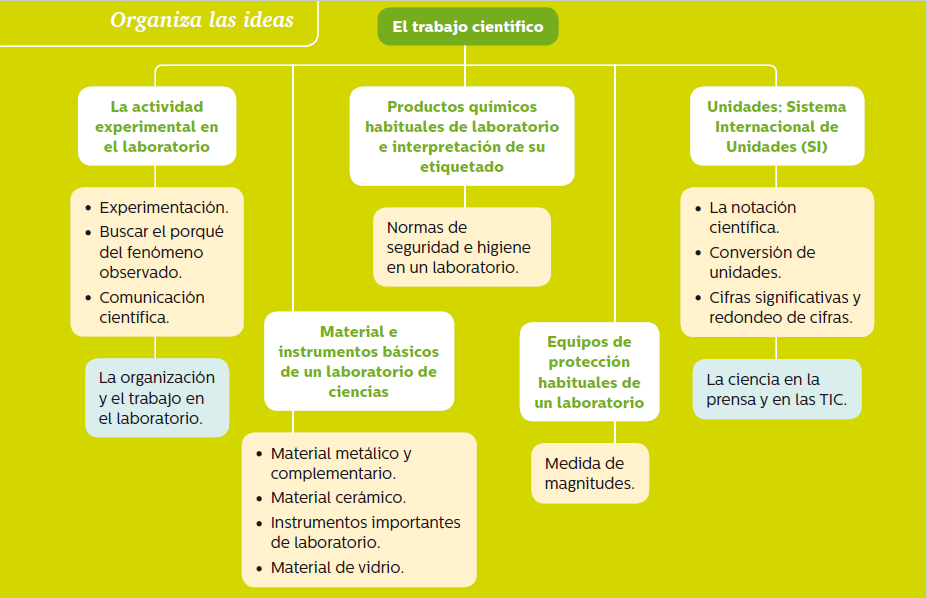 Organiza las ideas
El trabajo científico
La actividad
experimental en
el laboratorio
• Experimentación.
• Buscar el porqué
del fenómeno
observado.
• Comunicación
científica.
La organización
y el trabajo en
el laboratorio.
Material e
instrumentos básicos
de un laboratorio de
ciencias
• Material metálico y
complementario.
• Material cerámico.
• Instrumentos importantes
de laboratorio.
• Material de vidrio.
Productos químicos
habituales de laboratorio
e interpretación de su
etiquetado
Normas de
seguridad e higiene
en un laboratorio.
Equipos de
protección
habituales de
un laboratorio
Medida de
magnitudes.
Unidades: Sistema
Internacional de
Unidades (SI)
• La notación
científica.
• Conversión de
unidades.
• Cifras significativas y
redondeo de cifras.
La ciencia en la
prensa y en las TIC.